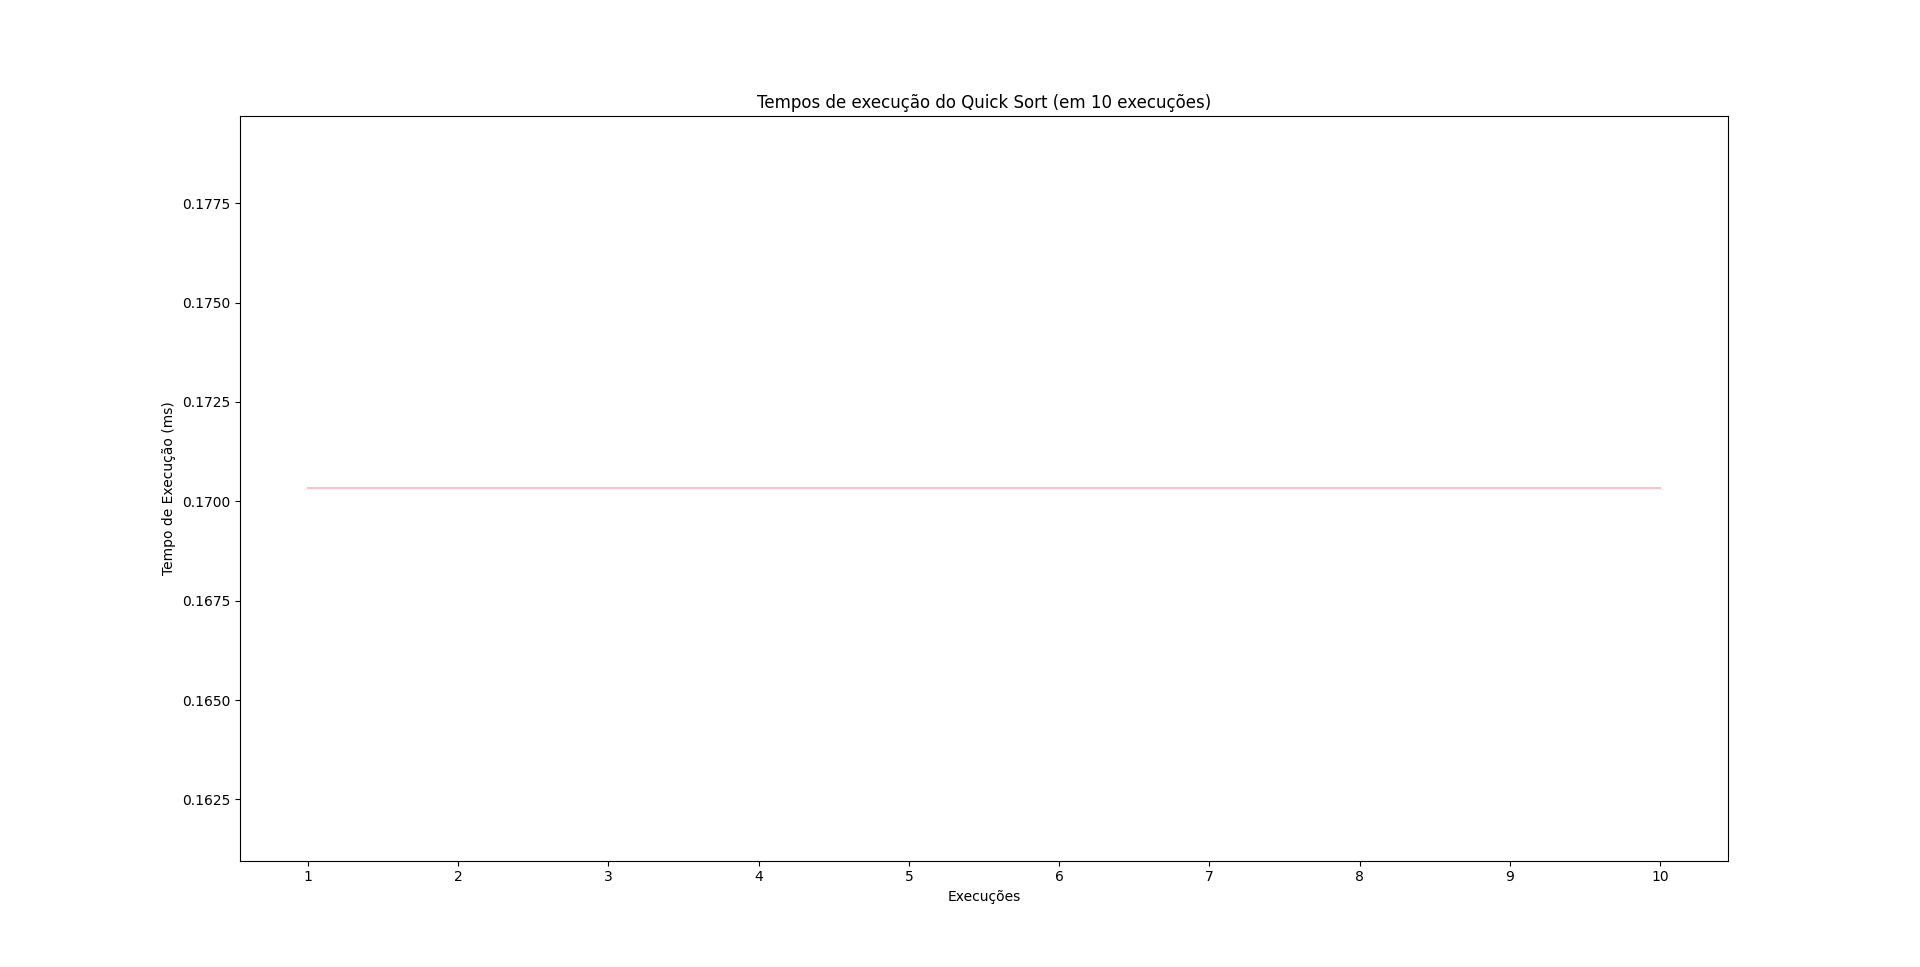 Tempos de execução do Quick Sort (em 10 execuções)
Tempo de Execução (ms)
0.1775
0.1750
0.1725
0.1700
0.1675
0.1650
0.1625
1 2 3 4 5 6 7 8 9 10
Execuções